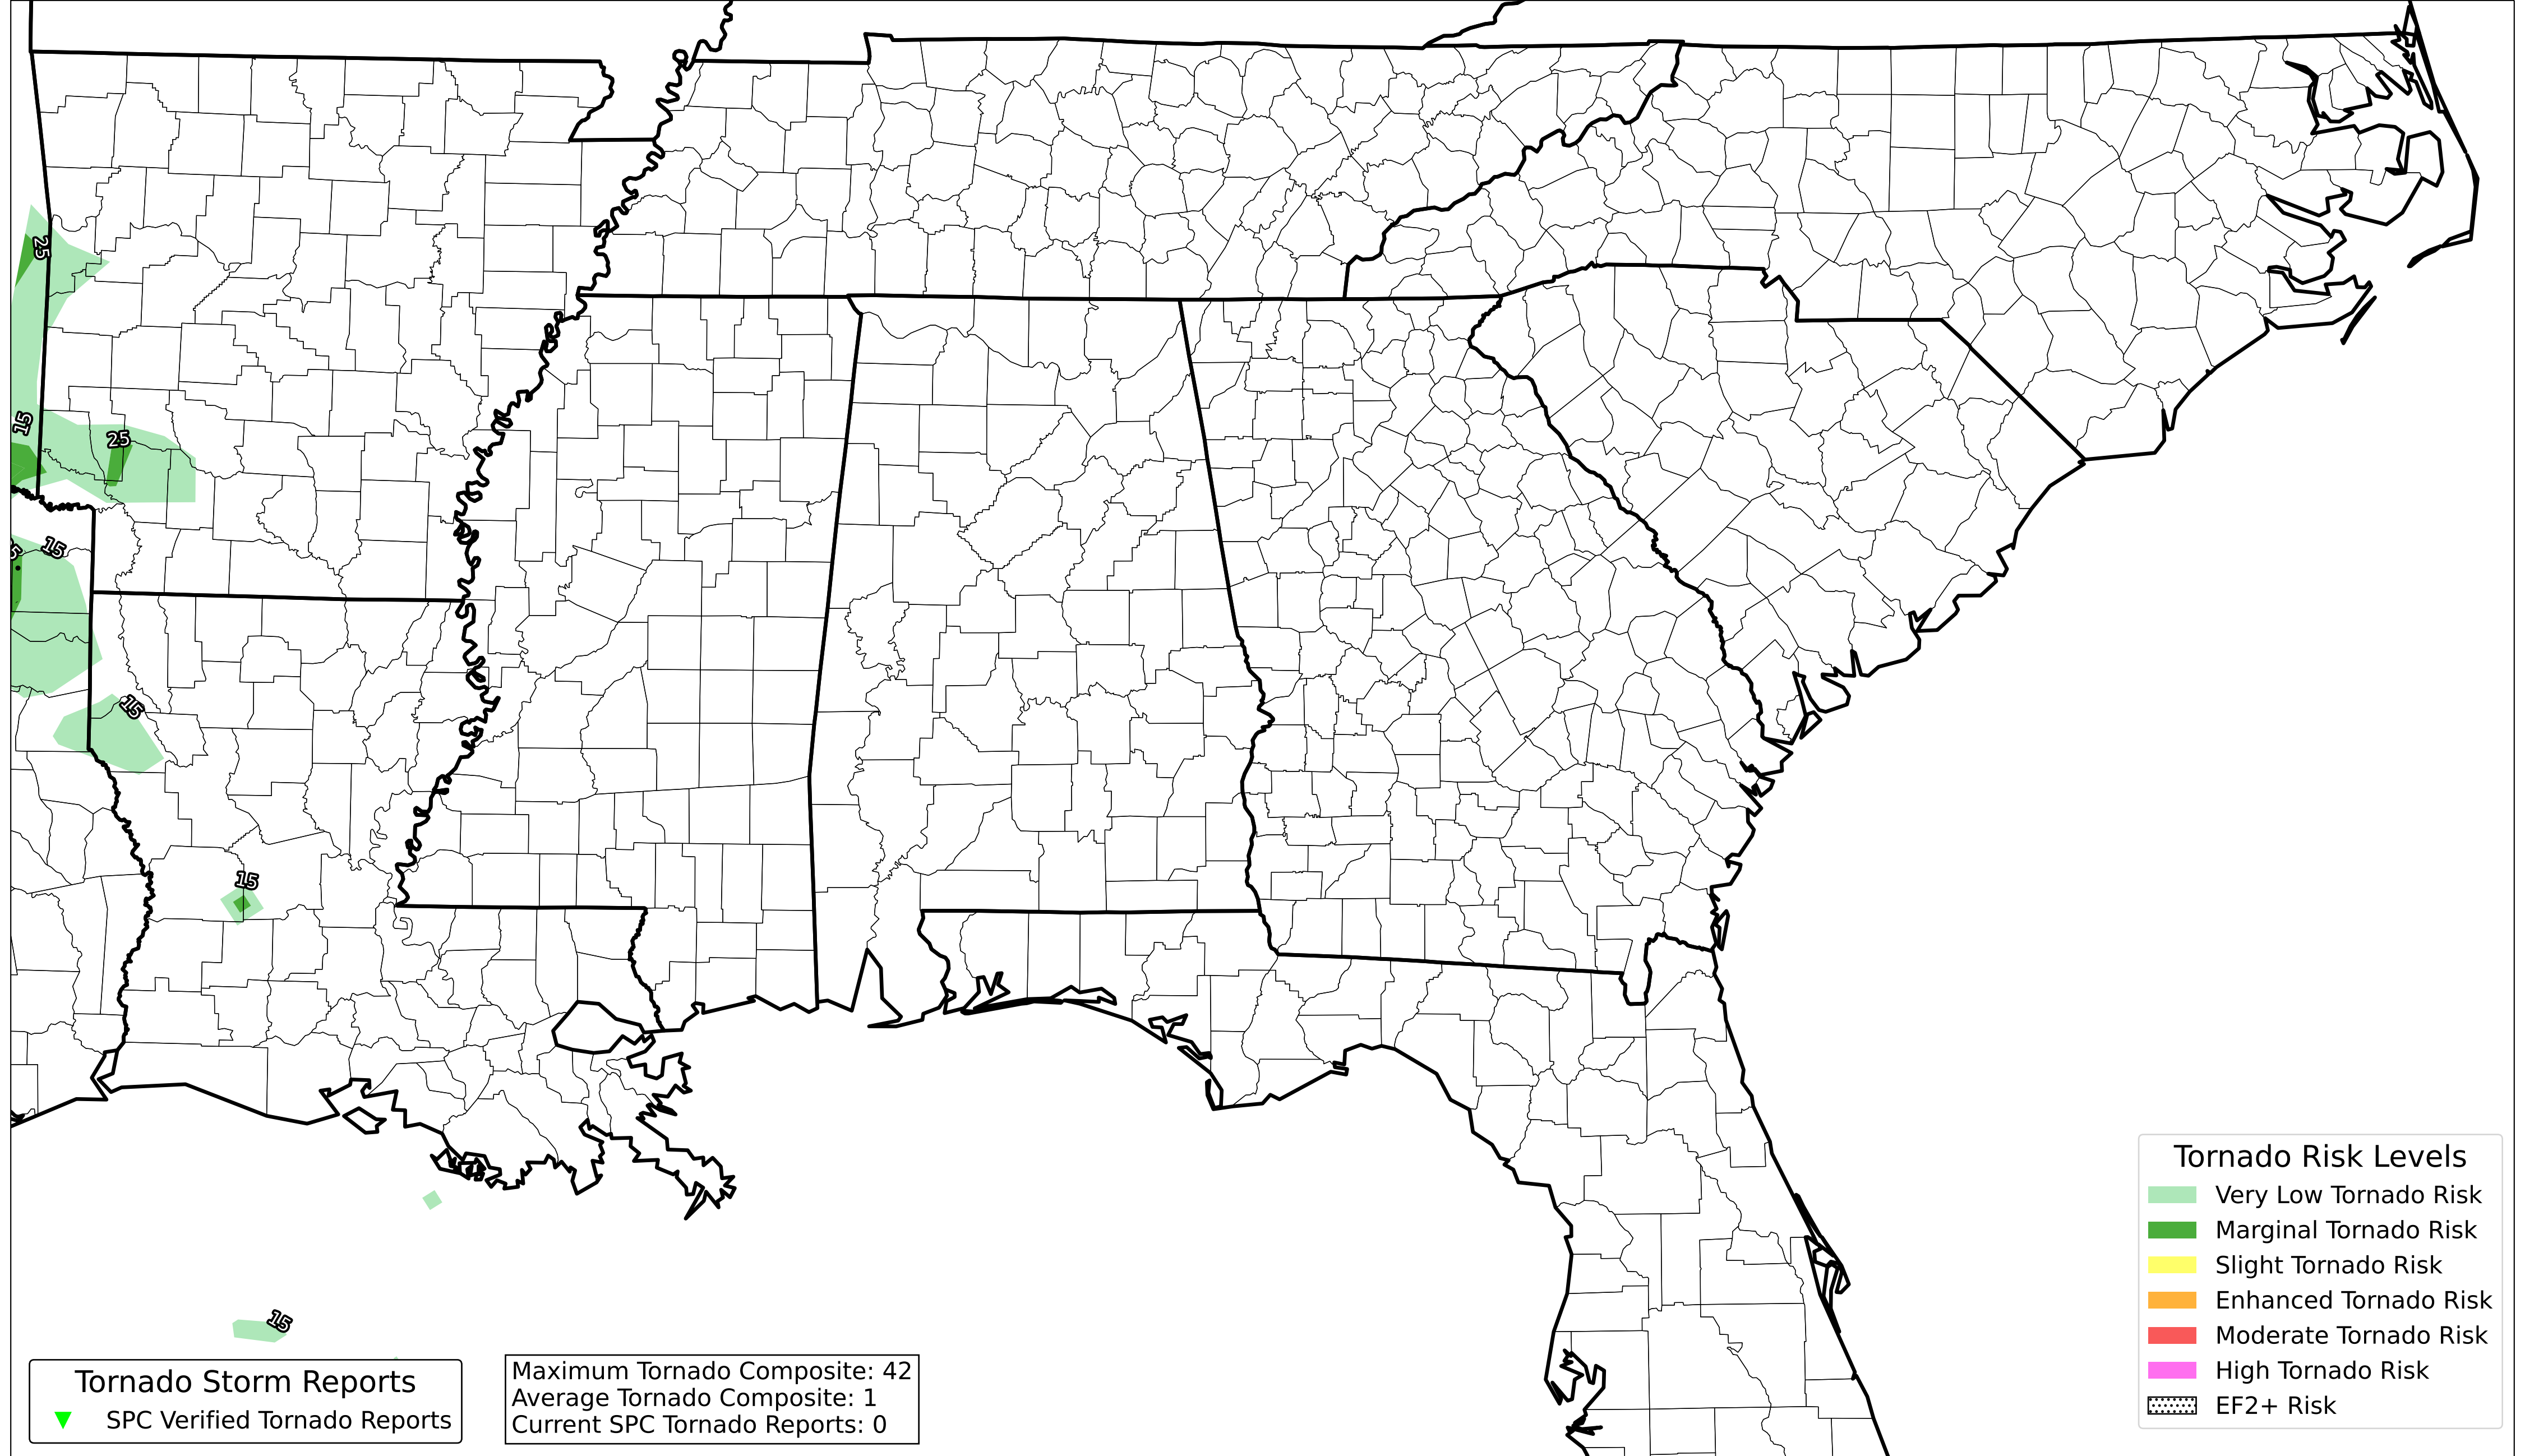 25
15
25
15
15
15
15
Tornado Storm Reports
SPC Verified Tornado Reports
Maximum Tornado Composite: 42
Average Tornado Composite: 1
Current SPC Tornado Reports: 0
Tornado Risk Levels
Very Low Tornado Risk
Marginal Tornado Risk
Slight Tornado Risk
Enhanced Tornado Risk
Moderate Tornado Risk
High Tornado Risk
EF2+ Risk